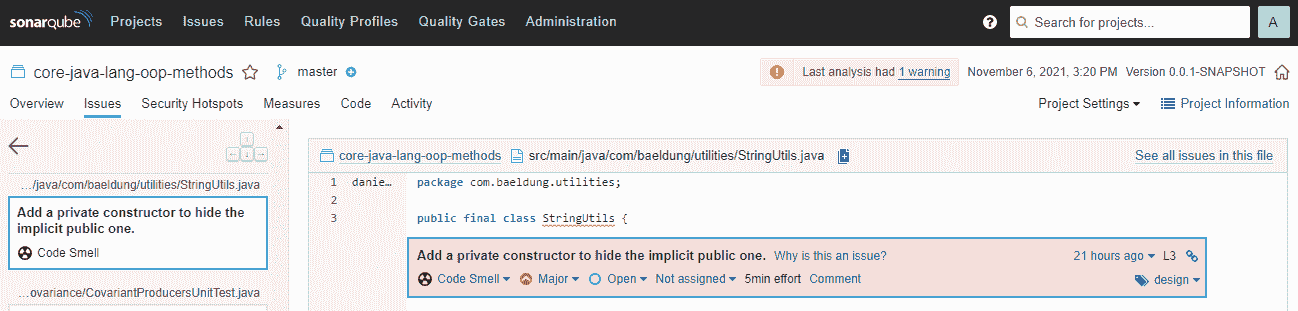 sonarqube Projects Issues Rules Quality Profiles Quality Gates Administration ? Search for projects... A
core-java-lang-oop-methods master Last analysis had 1 warning November 6, 2021, 3:20 PM Version 0.0.1-SNAPSHOT
Overview Issues Security Hotspots Measures Code Activity Project Settings Project Information
core-java-lang-oop-methods src/main/java/com/baeldung/utilities/StringUtils.java See all issues in this file
.../java/com/baeldung/utilities/StringUtils.java
Add a private constructor to hide the
implicit public one.
Code Smell
...ovariance/CovariantProducersUnitTest.java
1 danie... package com.baeldung.utilities;
2
3 public final class StringUtils {
Add a private constructor to hide the implicit public one. Why is this an issue? 21 hours ago L3
Code Smell Major Open Not assigned 5min effort Comment design